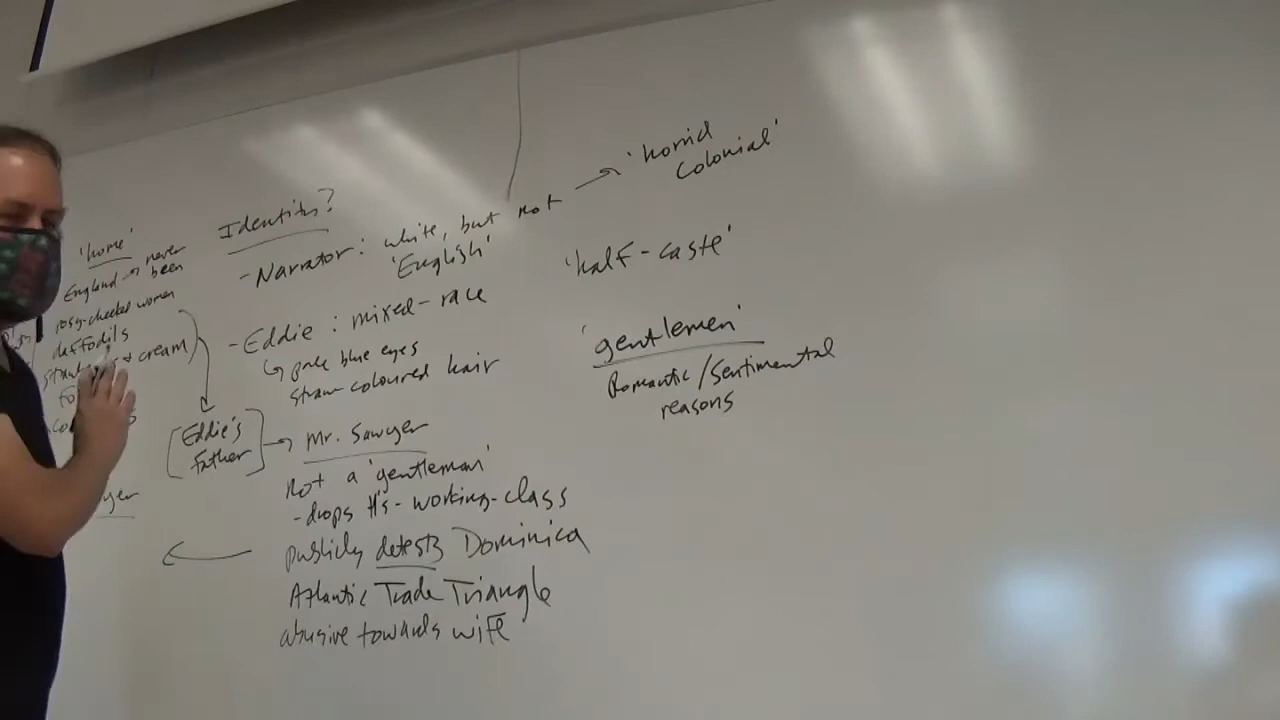 'home'
England → never
been
rosy-cheeked women
daffodils
cream
Identity?
- Narrator: white, but not → 'horrid
'English'
colonial'
'half-caste'
- Eddie: mixed-race
↳ pale blue eyes
straw-coloured hair
'gentlemen'
Romantic/Sentimental
reasons
[Eddie's
Father] → Mr. Sawyer
not a 'gentleman'
- drops H's - working-class
publicly detests Dominica
Atlantic Trade Triangle
abusive towards wife